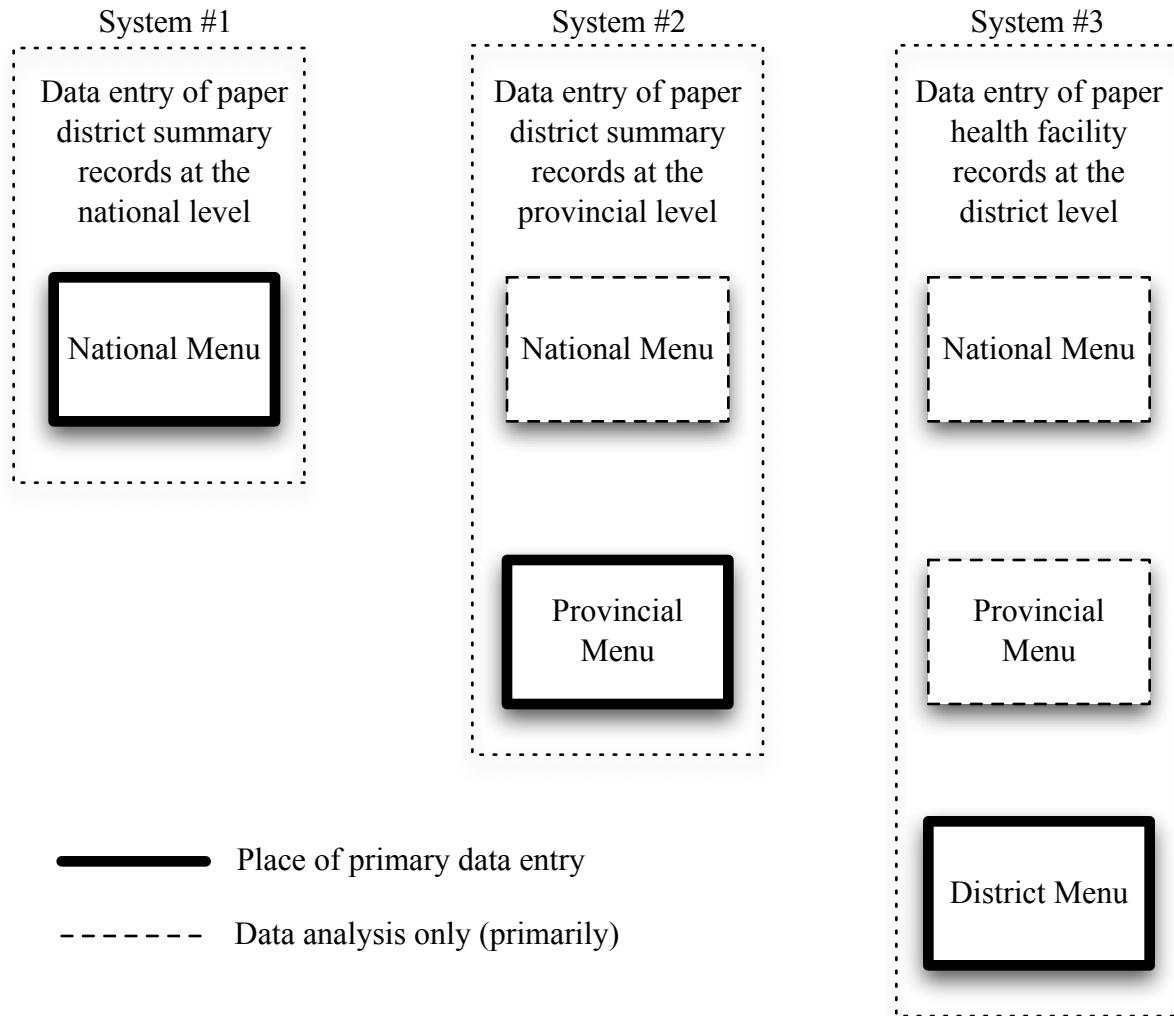 System #1
Data entry of paper
district summary
records at the
national level
National Menu
System #2
Data entry of paper
district summary
records at the
provincial level
National Menu
Provincial
Menu
System #3
Data entry of paper
health facility
records at the
district level
National Menu
Provincial
Menu
District Menu
Place of primary data entry
Data analysis only (primarily)